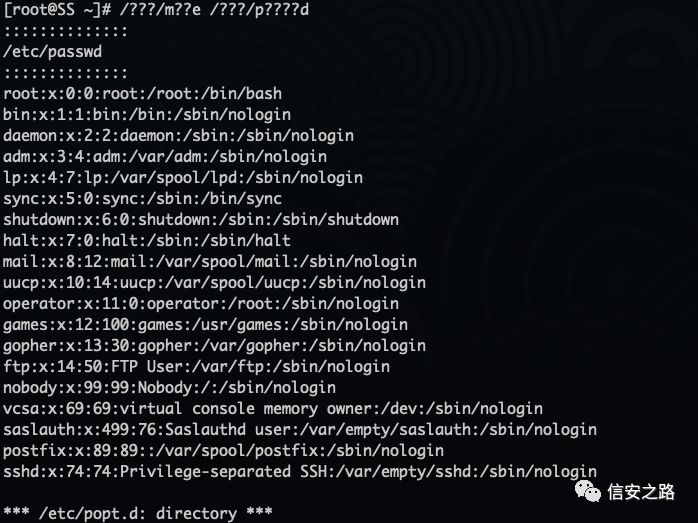 [root@SS ~]# /???/m??e /???/p????d
::::::::::::::
/etc/passwd
::::::::::::::
root:x:0:0:root:/root:/bin/bash
bin:x:1:1:bin:/bin:/sbin/nologin
daemon:x:2:2:daemon:/sbin:/sbin/nologin
adm:x:3:4:adm:/var/adm:/sbin/nologin
lp:x:4:7:lp:/var/spool/lpd:/sbin/nologin
sync:x:5:0:sync:/sbin:/bin/sync
shutdown:x:6:0:shutdown:/sbin:/sbin/shutdown
halt:x:7:0:halt:/sbin:/sbin/halt
mail:x:8:12:mail:/var/spool/mail:/sbin/nologin
uucp:x:10:14:uucp:/var/spool/uucp:/sbin/nologin
operator:x:11:0:operator:/root:/sbin/nologin
games:x:12:100:games:/usr/games:/sbin/nologin
gopher:x:13:30:gopher:/var/gopher:/sbin/nologin
ftp:x:14:50:FTP User:/var/ftp:/sbin/nologin
nobody:x:99:99:Nobody:/:/sbin/nologin
vcsa:x:69:69:virtual console memory owner:/dev:/sbin/nologin
saslauth:x:499:76:Saslauthd user:/var/empty/saslauth:/sbin/nologin
postfix:x:89:89::/var/spool/postfix:/sbin/nologin
sshd:x:74:74:Privilege-separated SSH:/var/empty/sshd:/sbin/nologin
信安之路
*** /etc/popt.d: directory ***